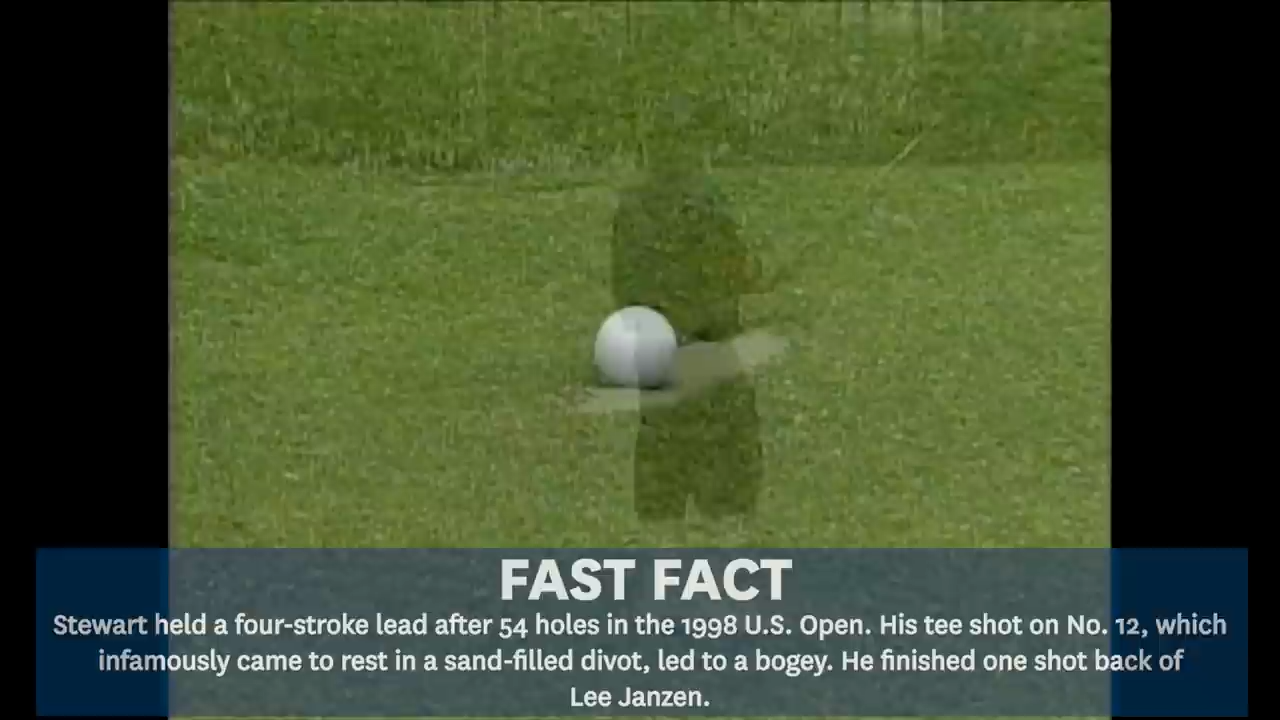 FAST FACT
Stewart held a four-stroke lead after 54 holes in the 1998 U.S. Open. His tee shot on No. 12, which
infamously came to rest in a sand-filled divot, led to a bogey. He finished one shot back of
Lee Janzen.